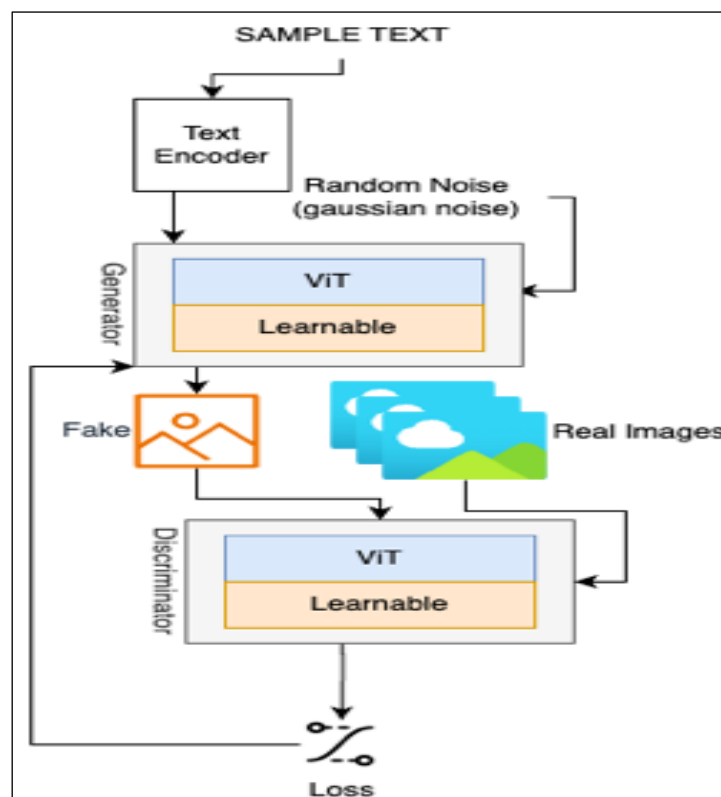 SAMPLE TEXT
Text
Encoder
Random Noise
(gaussian noise)
Generator
ViT
Learnable
Fake
Real Images
Discriminator
ViT
Learnable
Loss